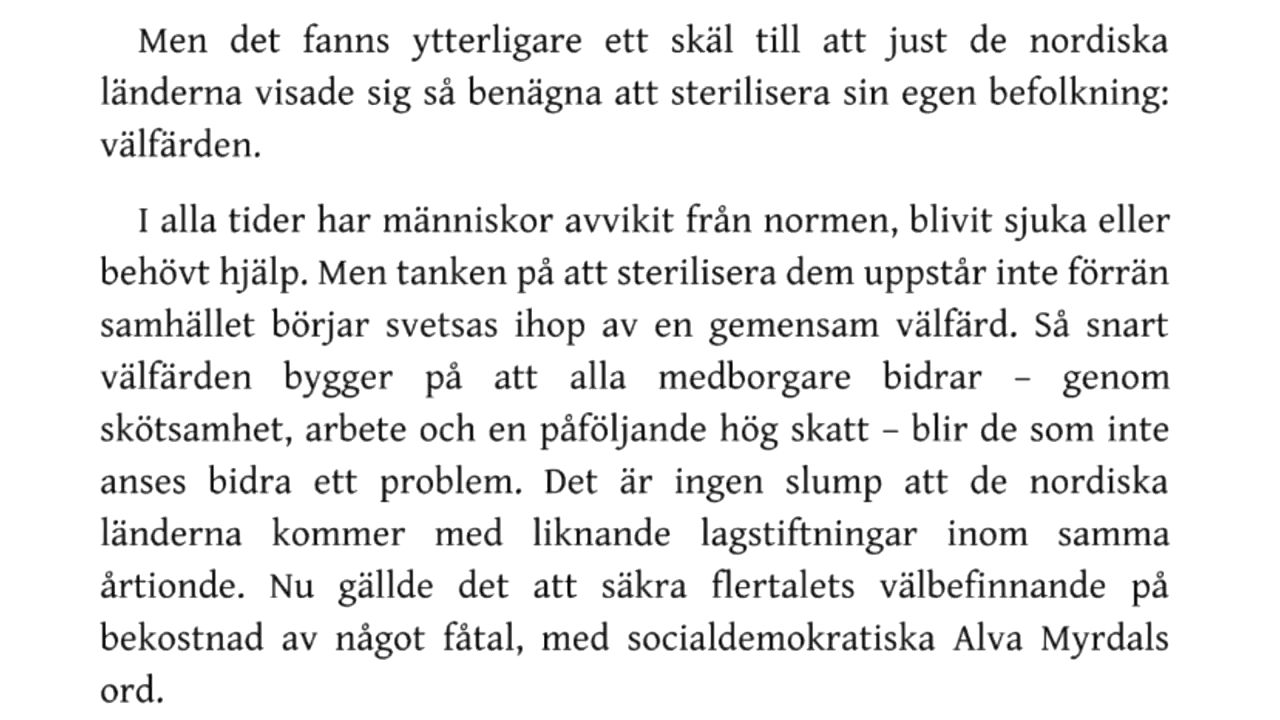 Men det fanns ytterligare ett skäl till att just de nordiska
länderna visade sig så benägna att sterilisera sin egen befolkning:
välfärden.
I alla tider har människor avvikit från normen, blivit sjuka eller
behövt hjälp. Men tanken på att sterilisera dem uppstår inte förrän
samhället börjar svetsas ihop av en gemensam välfärd. Så snart
välfärden bygger på att alla medborgare bidrar – genom
skötsamhet, arbete och en påföljande hög skatt – blir de som inte
anses bidra ett problem. Det är ingen slump att de nordiska
länderna kommer med liknande lagstiftningar inom samma
årtionde. Nu gällde det att säkra flertalets välbefinnande på
bekostnad av något fåtal, med socialdemokratiska Alva Myrdals
ord.